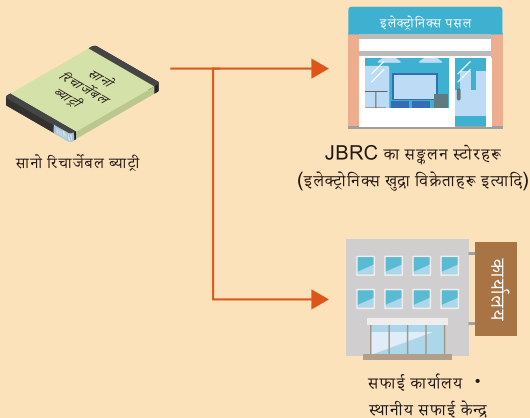 सानो
रिचार्जेबल
ब्याट्री
सानो रिचार्जेबल ब्याट्री
इलेक्ट्रोनिक्स पसल
JBRC का सङ्कलन स्टोरहरू
(इलेक्ट्रोनिक्स खुद्रा विक्रेताहरू इत्यादि)
कार्यालय
सफाई कार्यालय •
स्थानीय सफाई केन्द्र